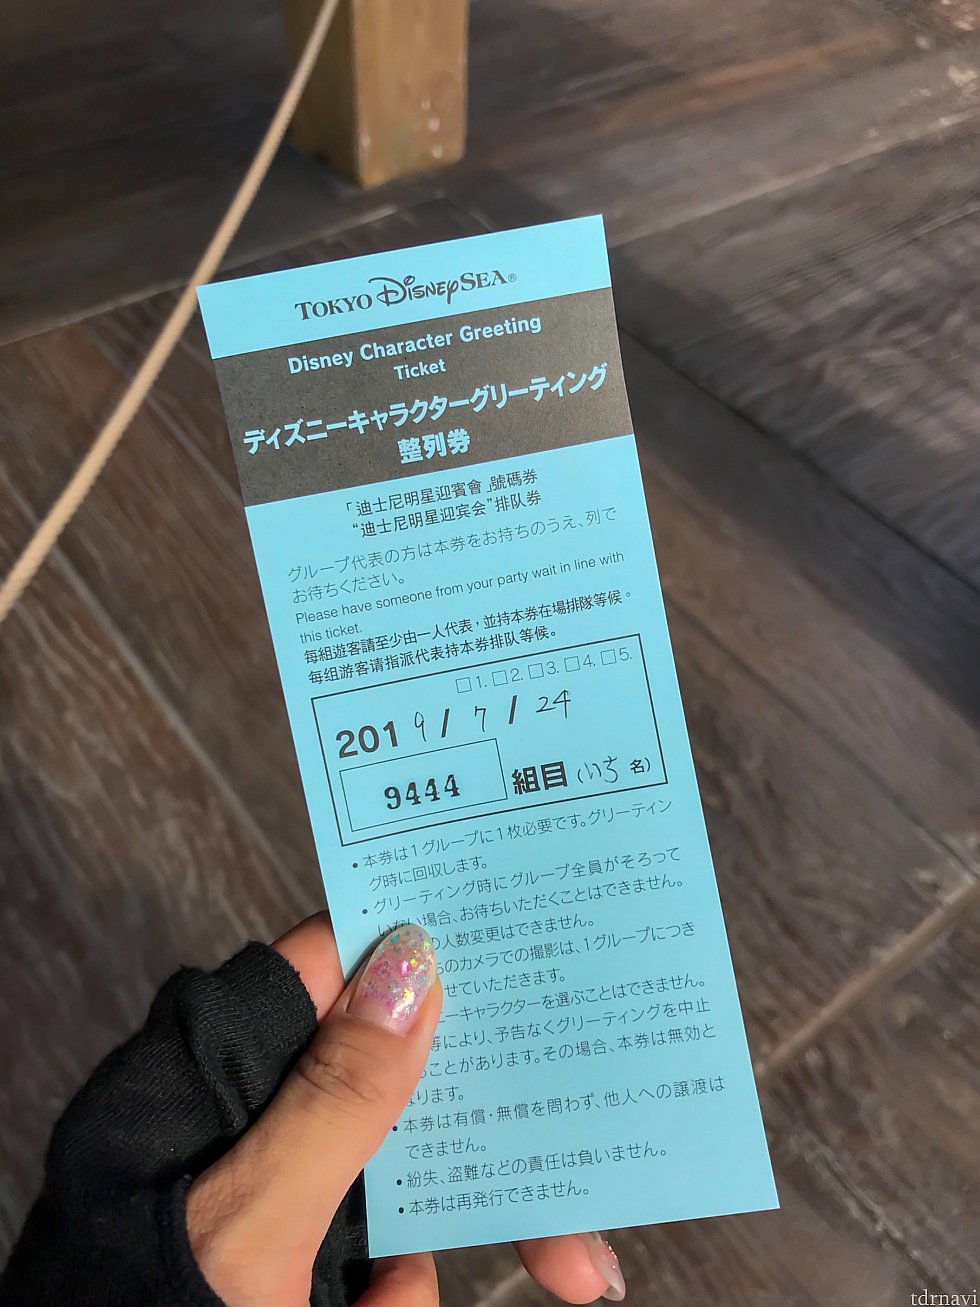 TOKYO DISNEYSEA®
Disney Character Greeting
Ticket
ディズニーキャラクターグリーティング
整列券
「迪士尼明星迎賓會」號碼券
“迪士尼明星迎宾会”排队券
グループ代表の方は本券をお持ちのうえ、列で
お待ちください。
Please have someone from your party wait in line with
this ticket.
每組遊客請至少由一人代表，並持本券在場排隊等候。
每组游客请指派代表持本券排队等候。
□1. □2. □3. □4. □5.
2019 / 7 / 24
9444 組目 (いち 名)
• 本券は1グループに1枚必要です。グリーティン
グ時に回収します。
• グリーティング時にグループ全員がそろって
いない場合、お待ちいただくことはできません。
の人数変更はできません。
ちのカメラでの撮影は、1グループにつき
せていただきます。
ニーキャラクターを選ぶことはできません。
等により、予告なくグリーティングを中止
ことがあります。その場合、本券は無効と
なります。
• 本券は有償・無償を問わず、他人への譲渡は
できません。
• 紛失、盗難などの責任は負いません。
• 本券は再発行できません。
tdrnavi